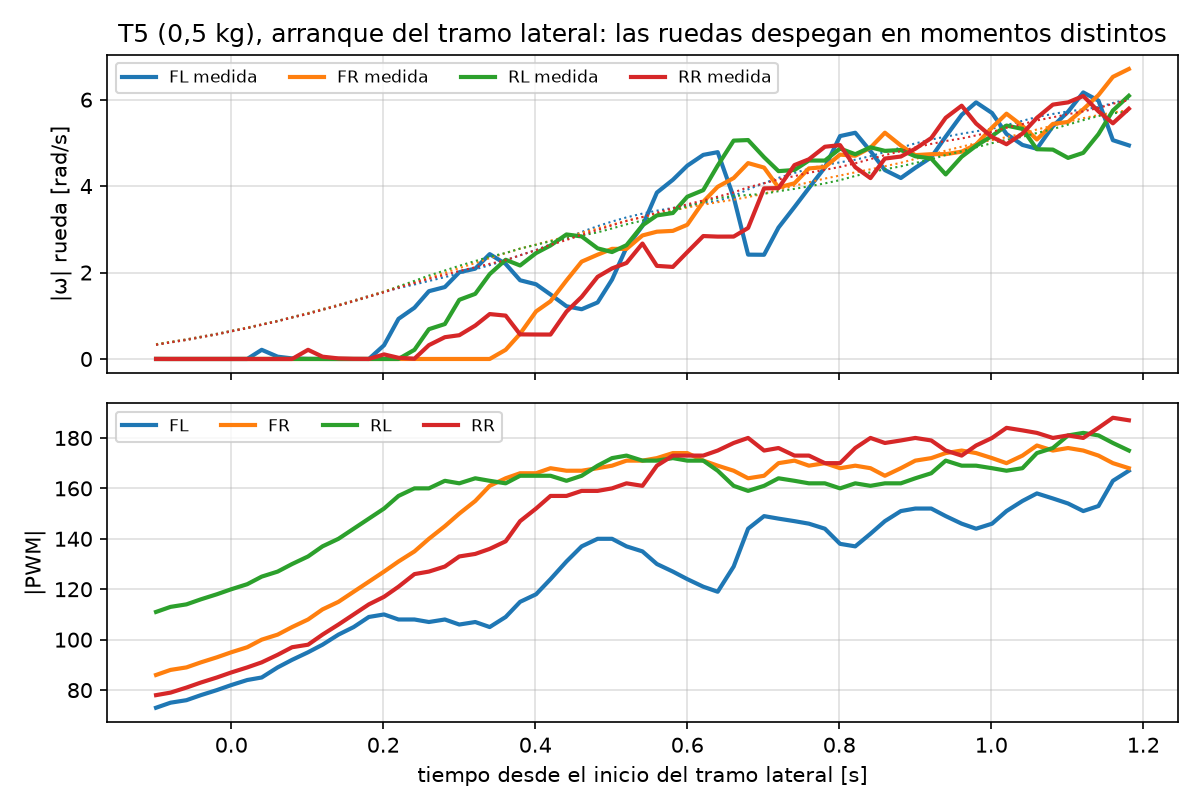 T5 (0,5 kg), arranque del tramo lateral: las ruedas despegan en momentos distintos
FL medida FR medida RL medida RR medida
|ω| rueda [rad/s]
6
4
2
0
FL FR RL RR
|PWM|
180
160
140
120
100
80
0.0 0.2 0.4 0.6 0.8 1.0 1.2
tiempo desde el inicio del tramo lateral [s]